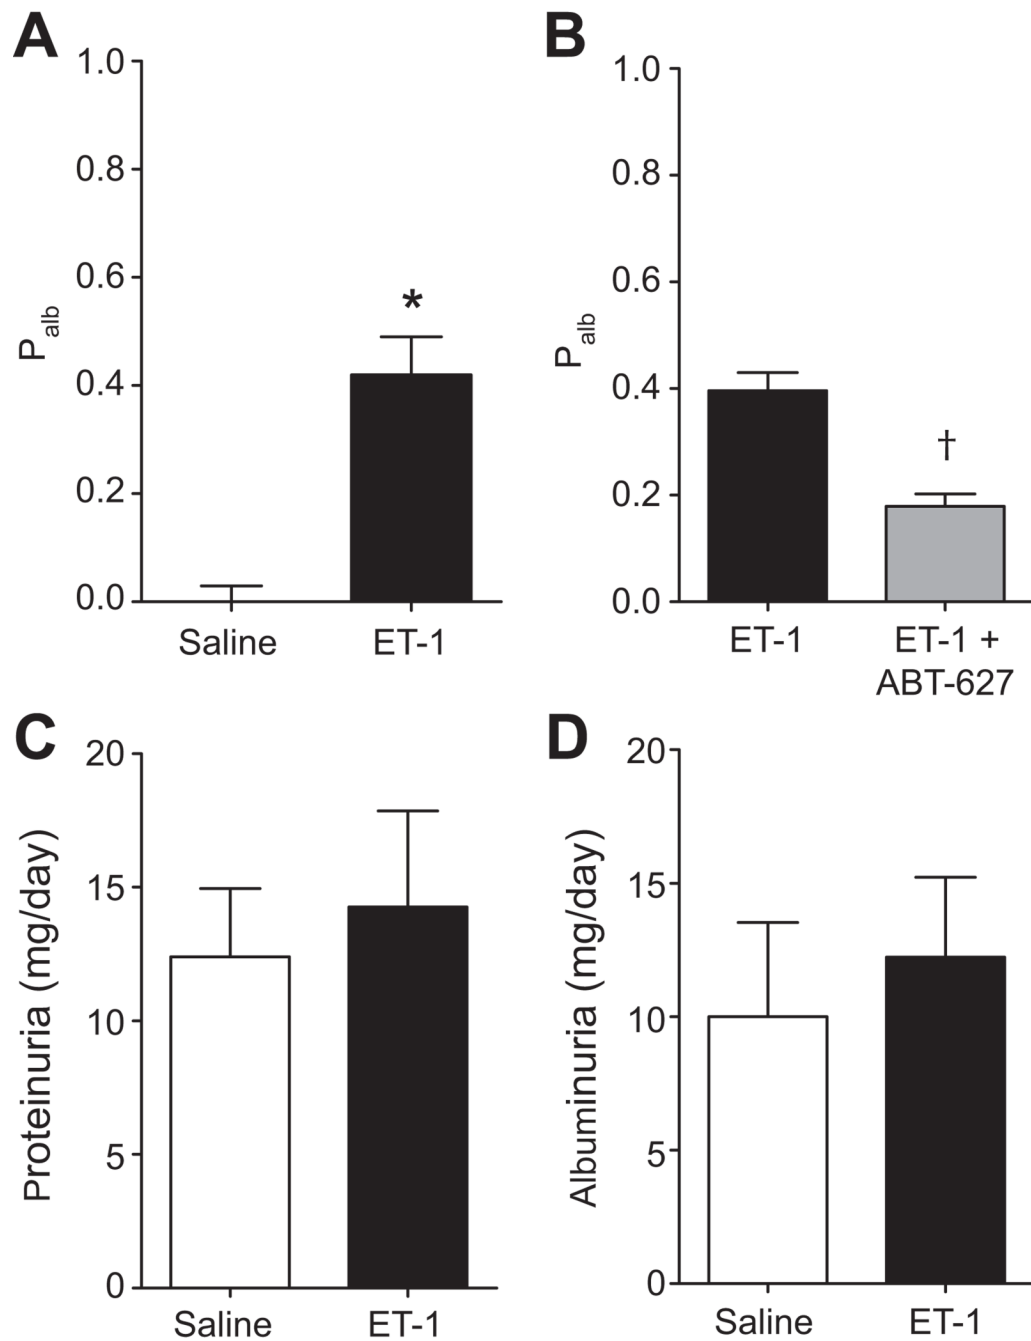 A
1.0
0.8
0.6
0.4
0.2
0.0
P alb
*
Saline
ET-1
B
1.0
0.8
0.6
0.4
0.2
0.0
P alb
†
ET-1
ET-1 +
ABT-627
C
20
15
10
5
0
Proteinuria (mg/day)
Saline
ET-1
D
20
15
10
5
0
Albuminuria (mg/day)
Saline
ET-1